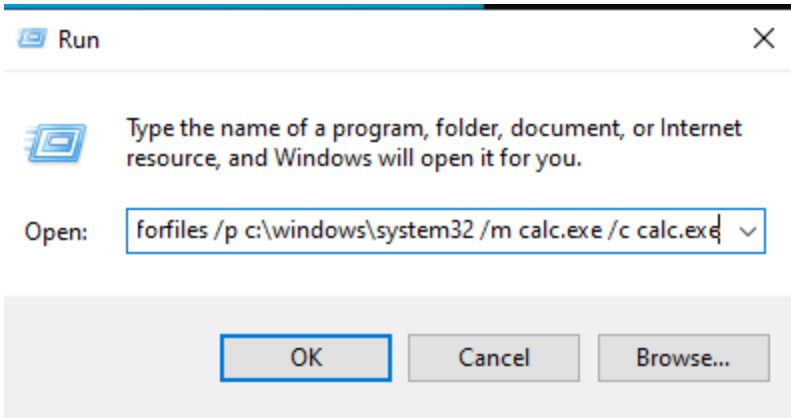 Run
Type the name of a program, folder, document, or Internet
resource, and Windows will open it for you.
Open: forfiles /p c:\windows\system32 /m calc.exe /c calc.exe
OK Cancel Browse...